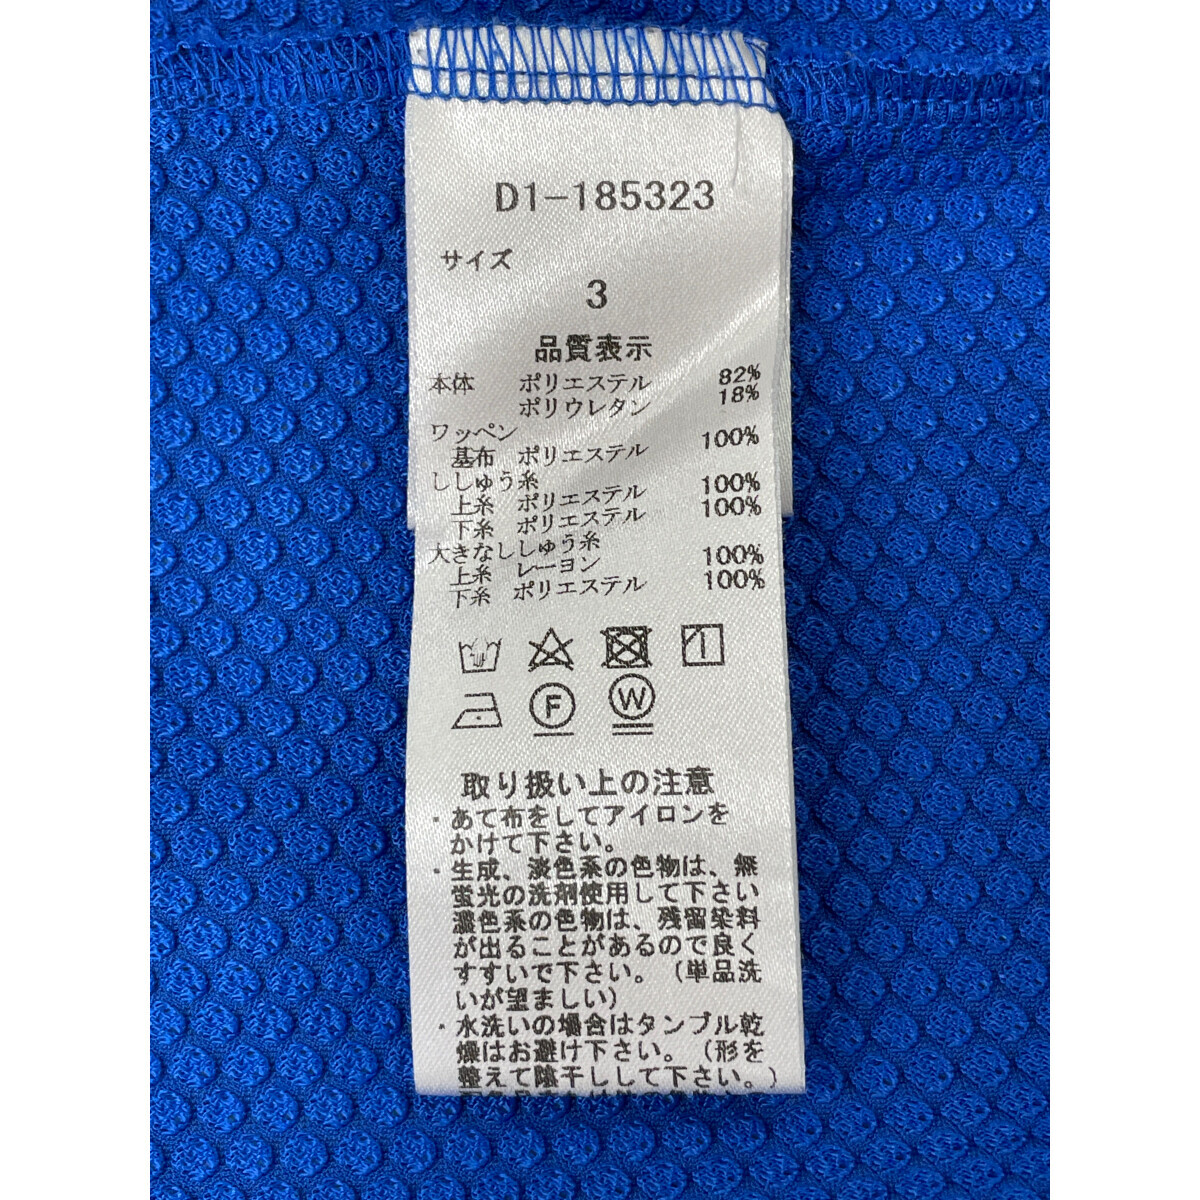 D1-185323
サイズ
3
品質表示
本体 ポリエステル 82%
ポリウレタン 18%
ワッペン
基布 ポリエステル 100%
ししゅう糸
上糸 ポリエステル 100%
下糸 ポリエステル 100%
大きなししゅう糸
上糸 レーヨン 100%
下糸 ポリエステル 100%
F W
取り扱い上の注意
・あて布をしてアイロンを
かけて下さい。
・生成、淡色系の色物は、無
蛍光の洗剤使用して下さい
濃色系の色物は、残留染料
が出ることがあるので良く
すすいで下さい。（単品洗
いが望ましい）
・水洗いの場合はタンブル乾
燥はお避け下さい。（形を
整えて陰干しして下さい。）